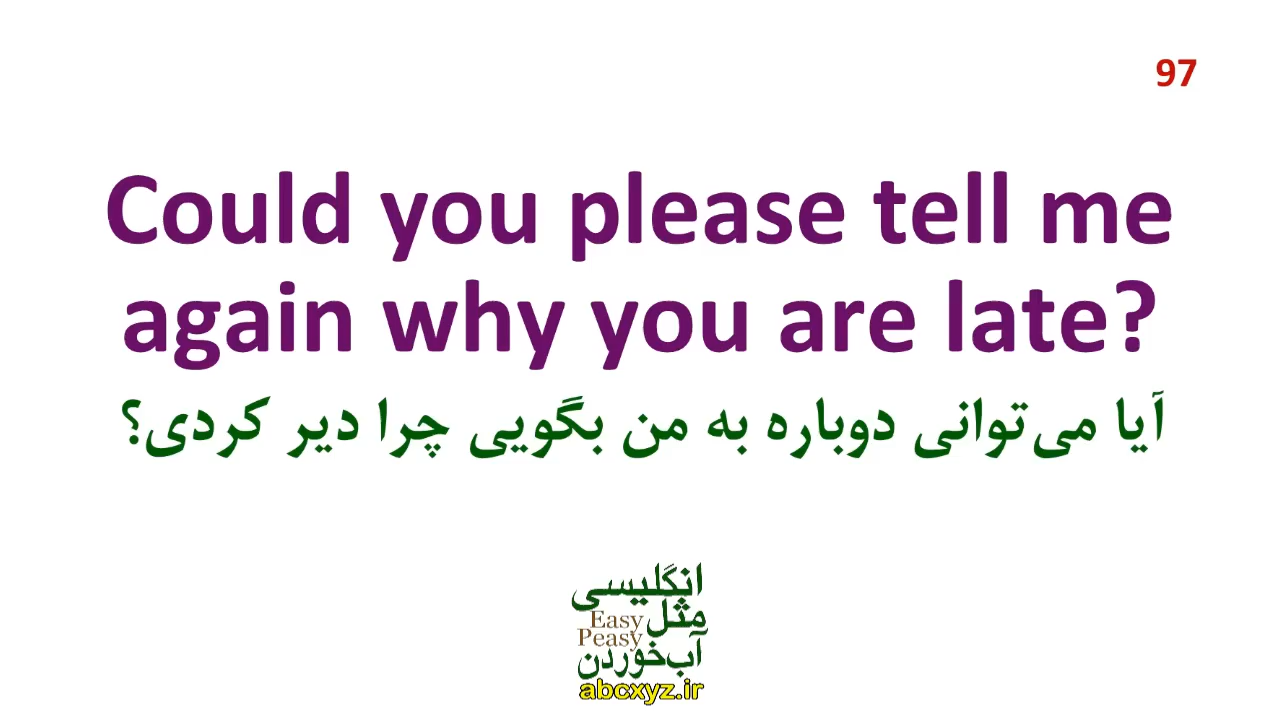 97
Could you please tell me
again why you are late?
آیا می‌توانی دوباره به من بگویی چرا دیر کردی؟
انگلیسی
مثل
Easy
Peasy
آب‌خوردن
abcxyz.ir